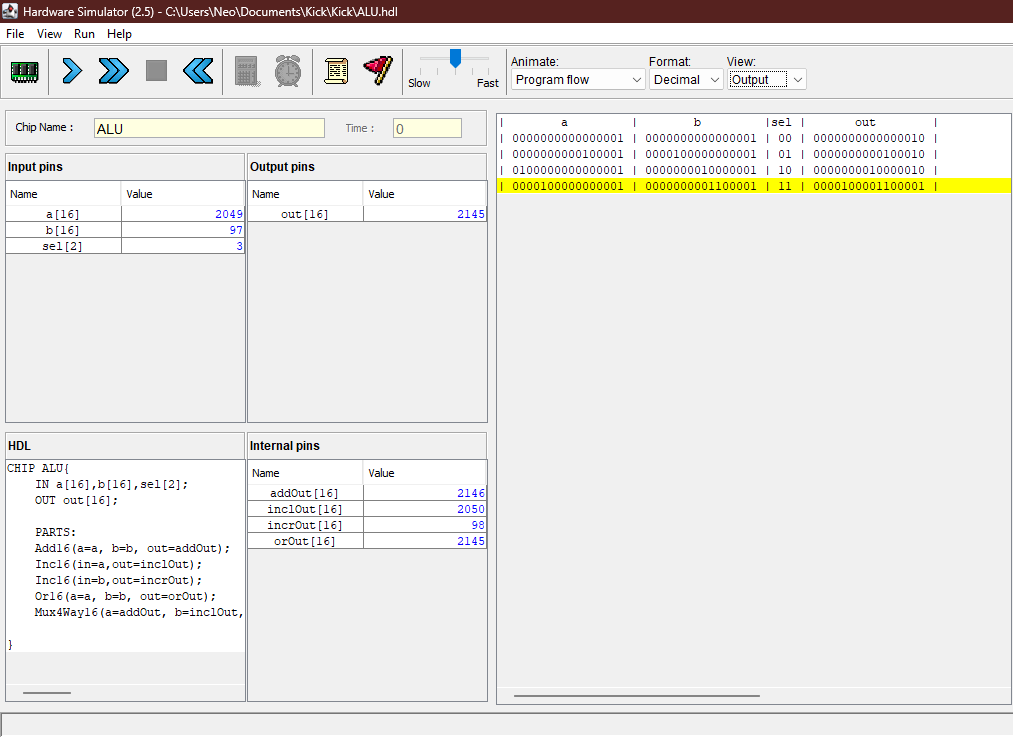 Hardware Simulator (2.5) - C:\Users\Neo\Documents\Kick\Kick\ALU.hdl
File View Run Help
Slow Fast
Animate: Format: View:
Program flow Decimal Output
Chip Name : ALU Time : 0
Input pins
Name Value
a[16] 2049
b[16] 97
sel[2] 3
Output pins
Name Value
out[16] 2145
HDL
CHIP ALU{
    IN a[16],b[16],sel[2];
    OUT out[16];

    PARTS:
    Add16(a=a, b=b, out=addOut);
    Inc16(in=a,out=inclOut);
    Inc16(in=b,out=incrOut);
    Or16(a=a, b=b, out=orOut);
    Mux4Way16(a=addOut, b=inclOut,

}
Internal pins
Name Value
addOut[16] 2146
inclOut[16] 2050
incrOut[16] 98
orOut[16] 2145
| a | b |sel | out |
| 0000000000000001 | 0000000000000001 | 00 | 0000000000000010 |
| 0000000000100001 | 0000100000000001 | 01 | 0000000000100010 |
| 0100000000000001 | 0000000010000001 | 10 | 0000000010000010 |
| 0000100000000001 | 0000000001100001 | 11 | 0000100001100001 |